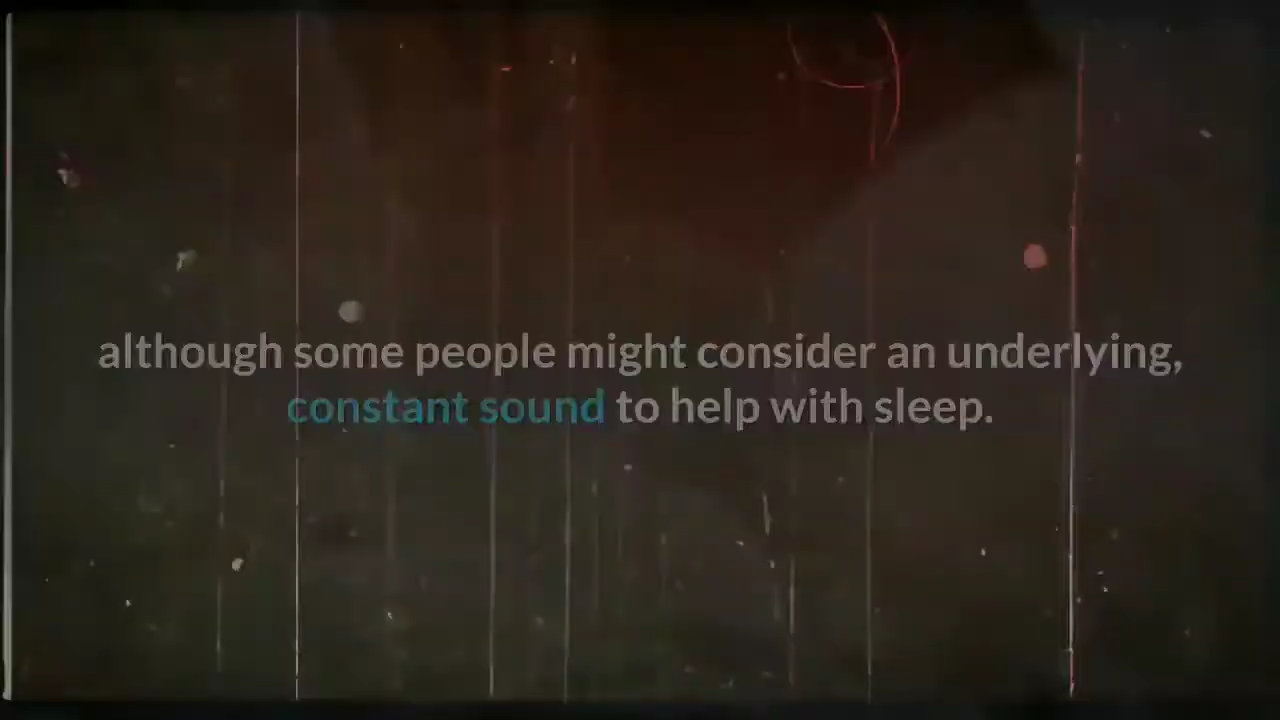 although some people might consider an underlying,
constant sound to help with sleep.